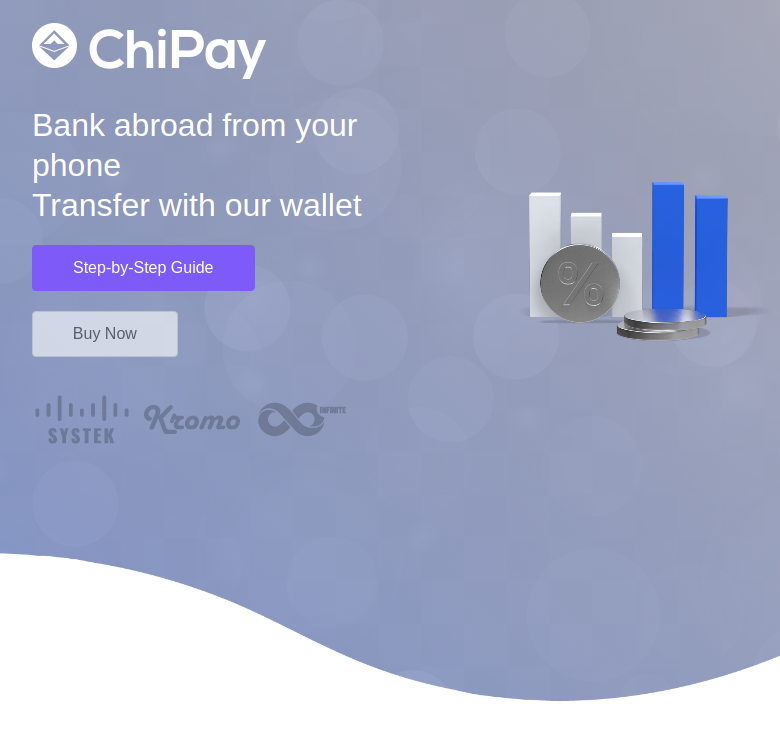 ChiPay
Bank abroad from your
phone
Transfer with our wallet
Step-by-Step Guide
Buy Now
SYSTEK
Kromo
INFINITE
%